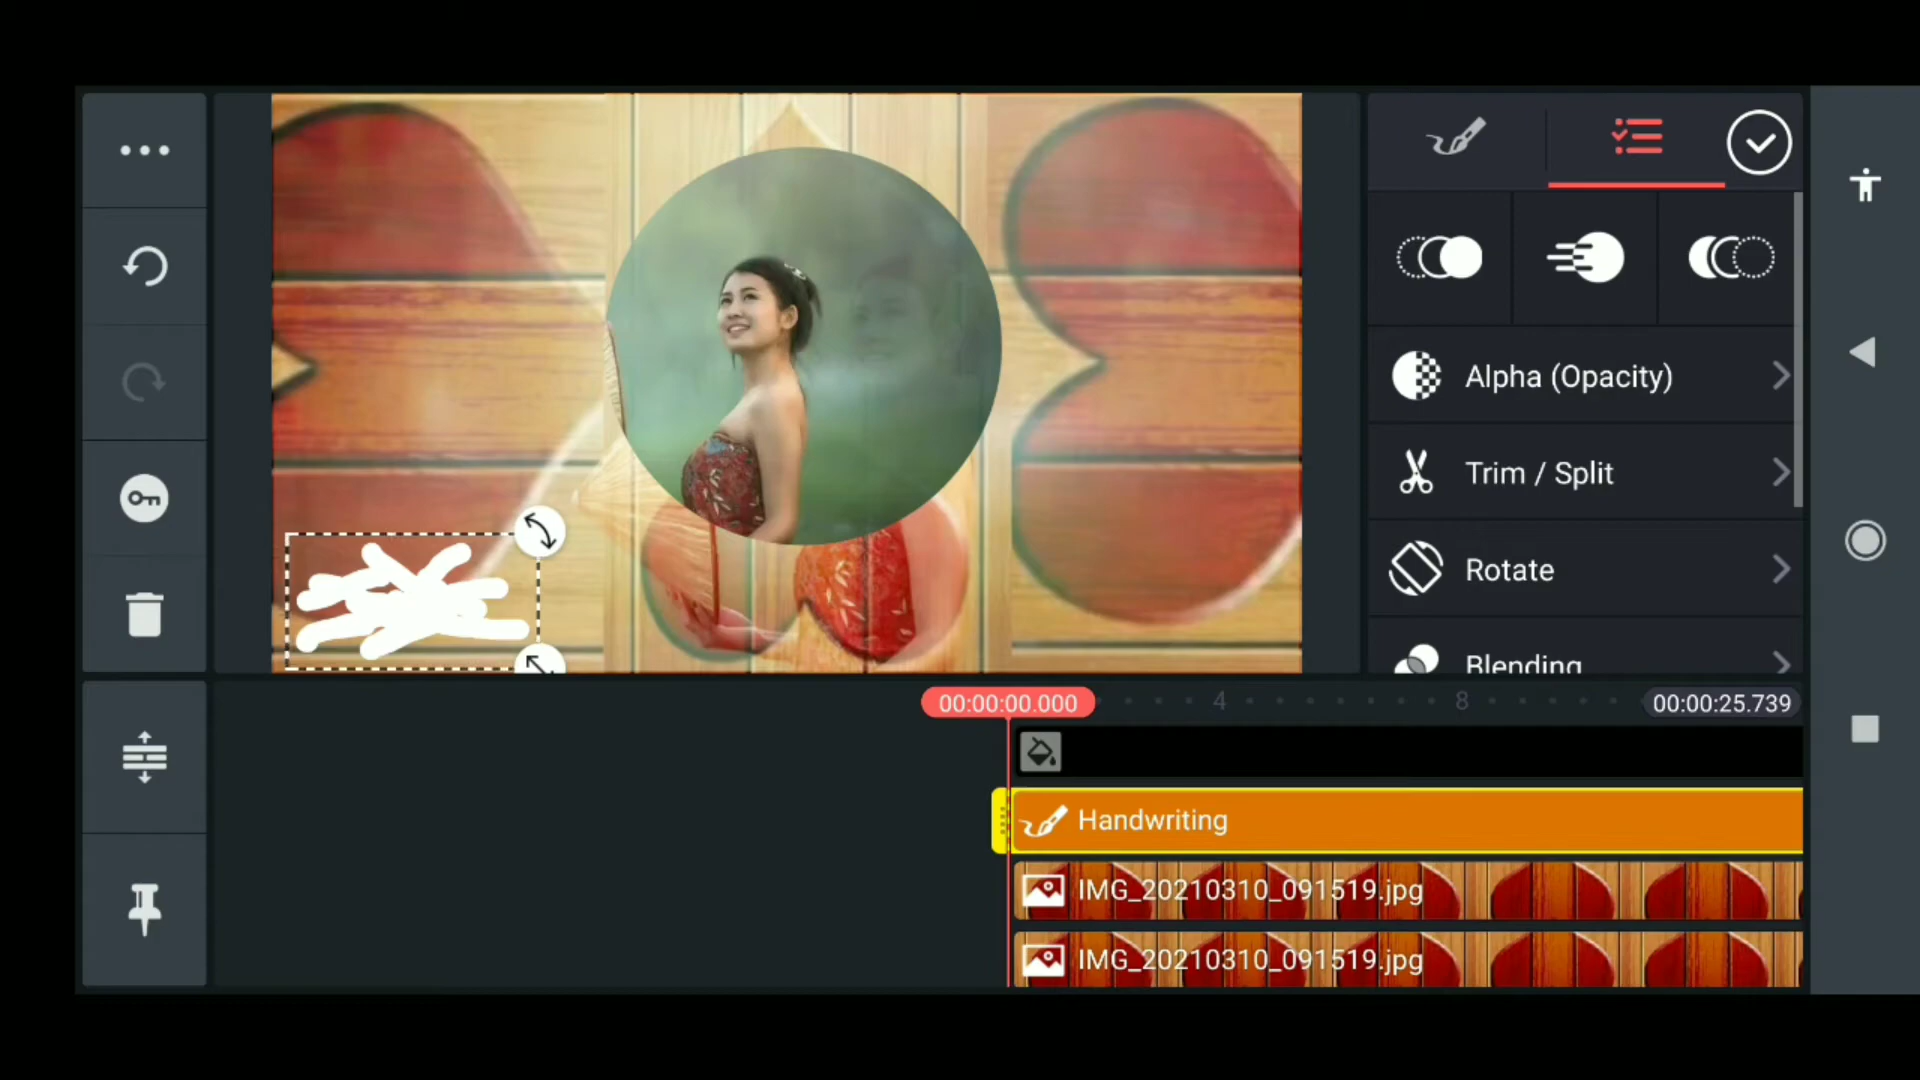 Alpha (Opacity)
Trim / Split
Rotate
Blending
00:00:00.000
4
8
00:00:25.739
Handwriting
IMG_20210310_091519.jpg
IMG_20210310_091519.jpg